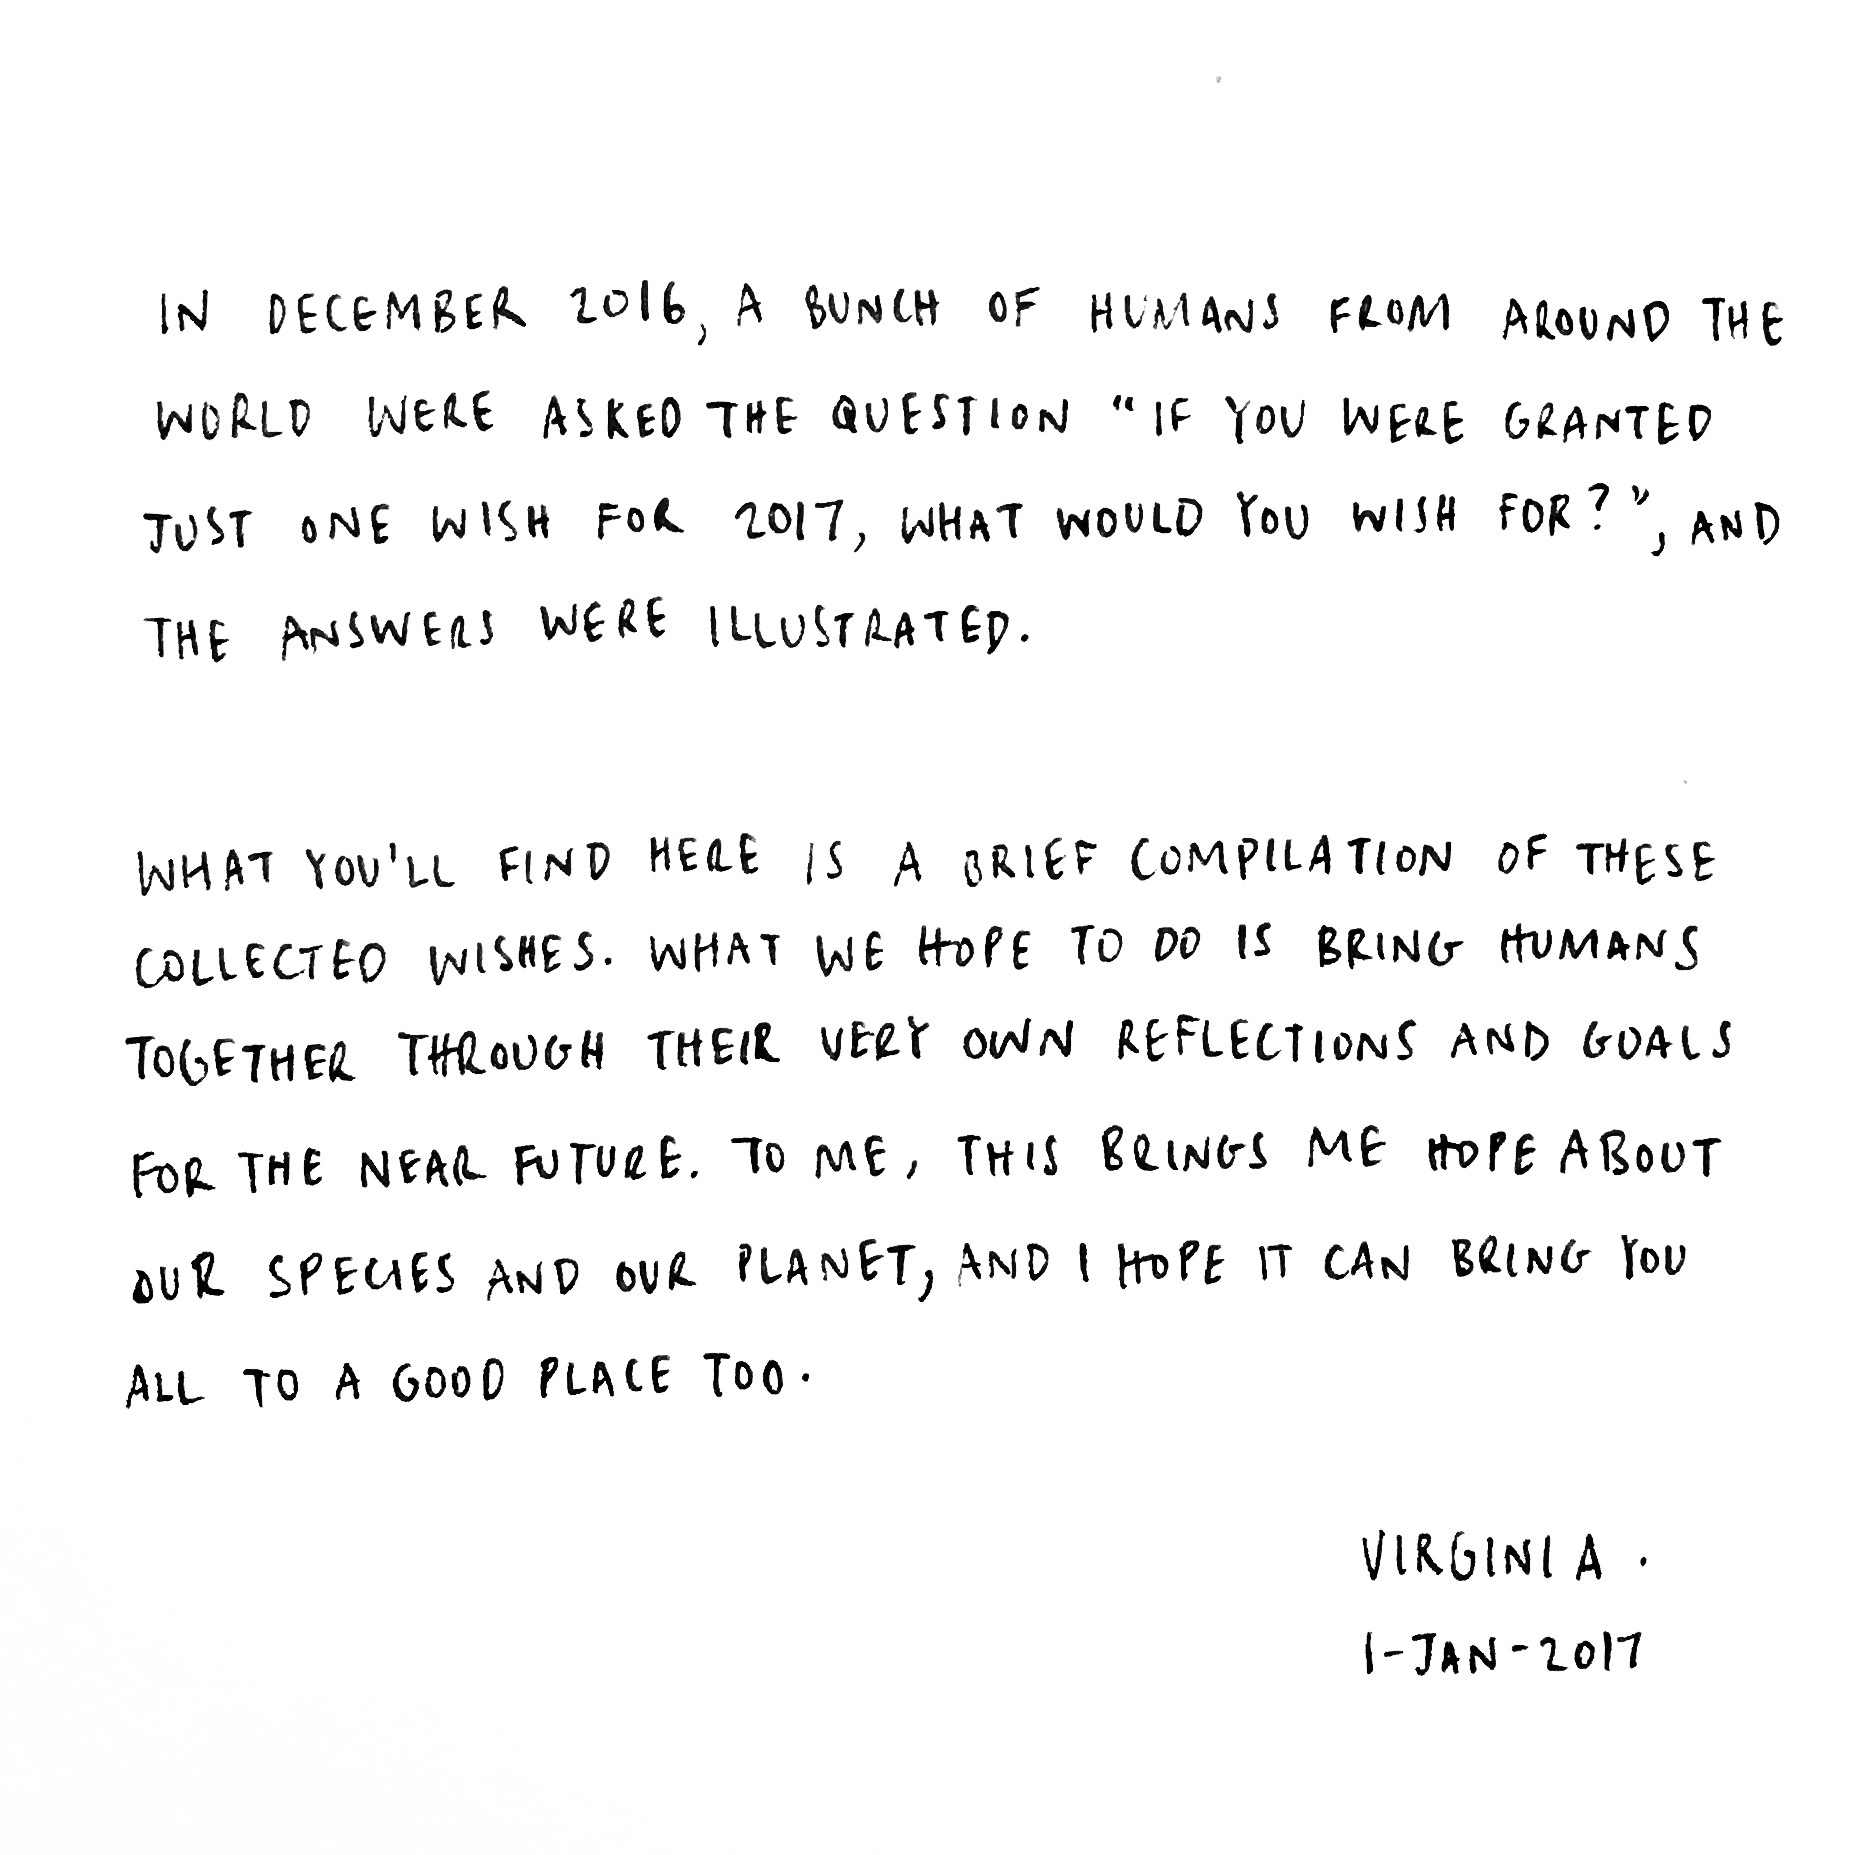 IN DECEMBER 2016, A BUNCH OF HUMANS FROM AROUND THE
WORLD WERE ASKED THE QUESTION "IF YOU WERE GRANTED
JUST ONE WISH FOR 2017, WHAT WOULD YOU WISH FOR?", AND
THE ANSWERS WERE ILLUSTRATED.
WHAT YOU'LL FIND HERE IS A BRIEF COMPILATION OF THESE
COLLECTED WISHES. WHAT WE HOPE TO DO IS BRING HUMANS
TOGETHER THROUGH THEIR VERY OWN REFLECTIONS AND GOALS
FOR THE NEAR FUTURE. TO ME, THIS BRINGS ME HOPE ABOUT
OUR SPECIES AND OUR PLANET, AND I HOPE IT CAN BRING YOU
ALL TO A GOOD PLACE TOO.
VIRGINIA.
1-JAN-2017